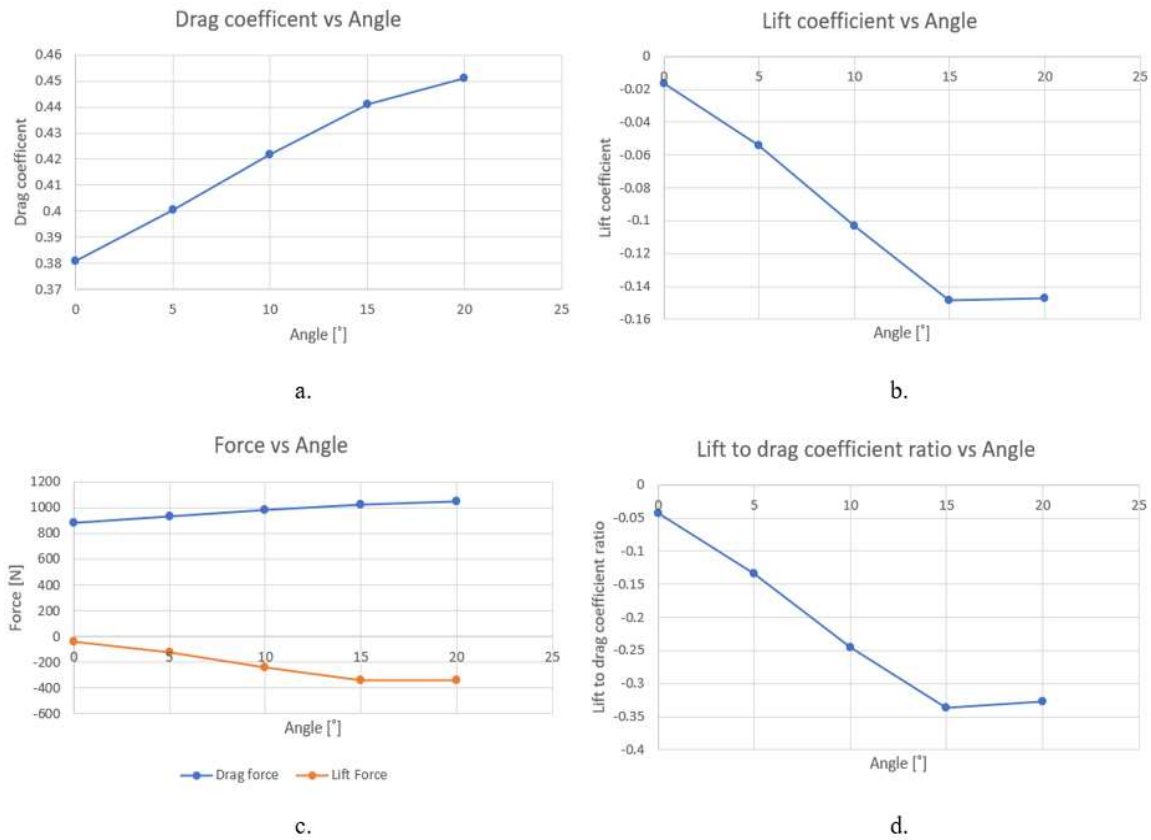 Drag coefficent vs Angle
0.46
0.45
0.44
0.43
0.42
0.41
0.4
0.39
0.38
0.37
0 5 10 15 20 25
Drag coefficent
Angle [°]
a.
Lift coefficient vs Angle
0
-0.02
-0.04
-0.06
-0.08
-0.1
-0.12
-0.14
-0.16
0 5 10 15 20 25
Lift coefficient
Angle [°]
b.
Force vs Angle
1200
1000
800
600
400
200
0
-200
-400
-600
0 5 10 15 20 25
Force [N]
Angle [°]
Drag force Lift Force
c.
Lift to drag coefficient ratio vs Angle
0
-0.05
-0.1
-0.15
-0.2
-0.25
-0.3
-0.35
-0.4
0 5 10 15 20 25
Lift to drag coefficient ratio
Angle [°]
d.